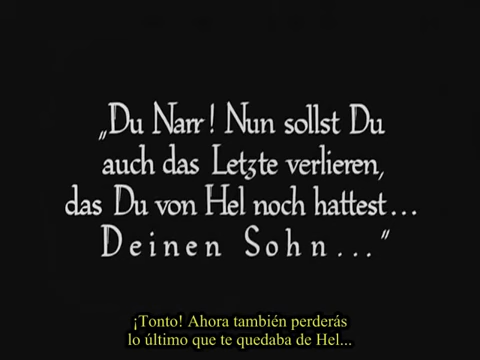 „Du Narr! Nun sollst Du
auch das Letzte verlieren,
das Du von Hel noch hattest...
Deinen Sohn...“
¡Tonto! Ahora también perderás
lo último que te quedaba de Hel...